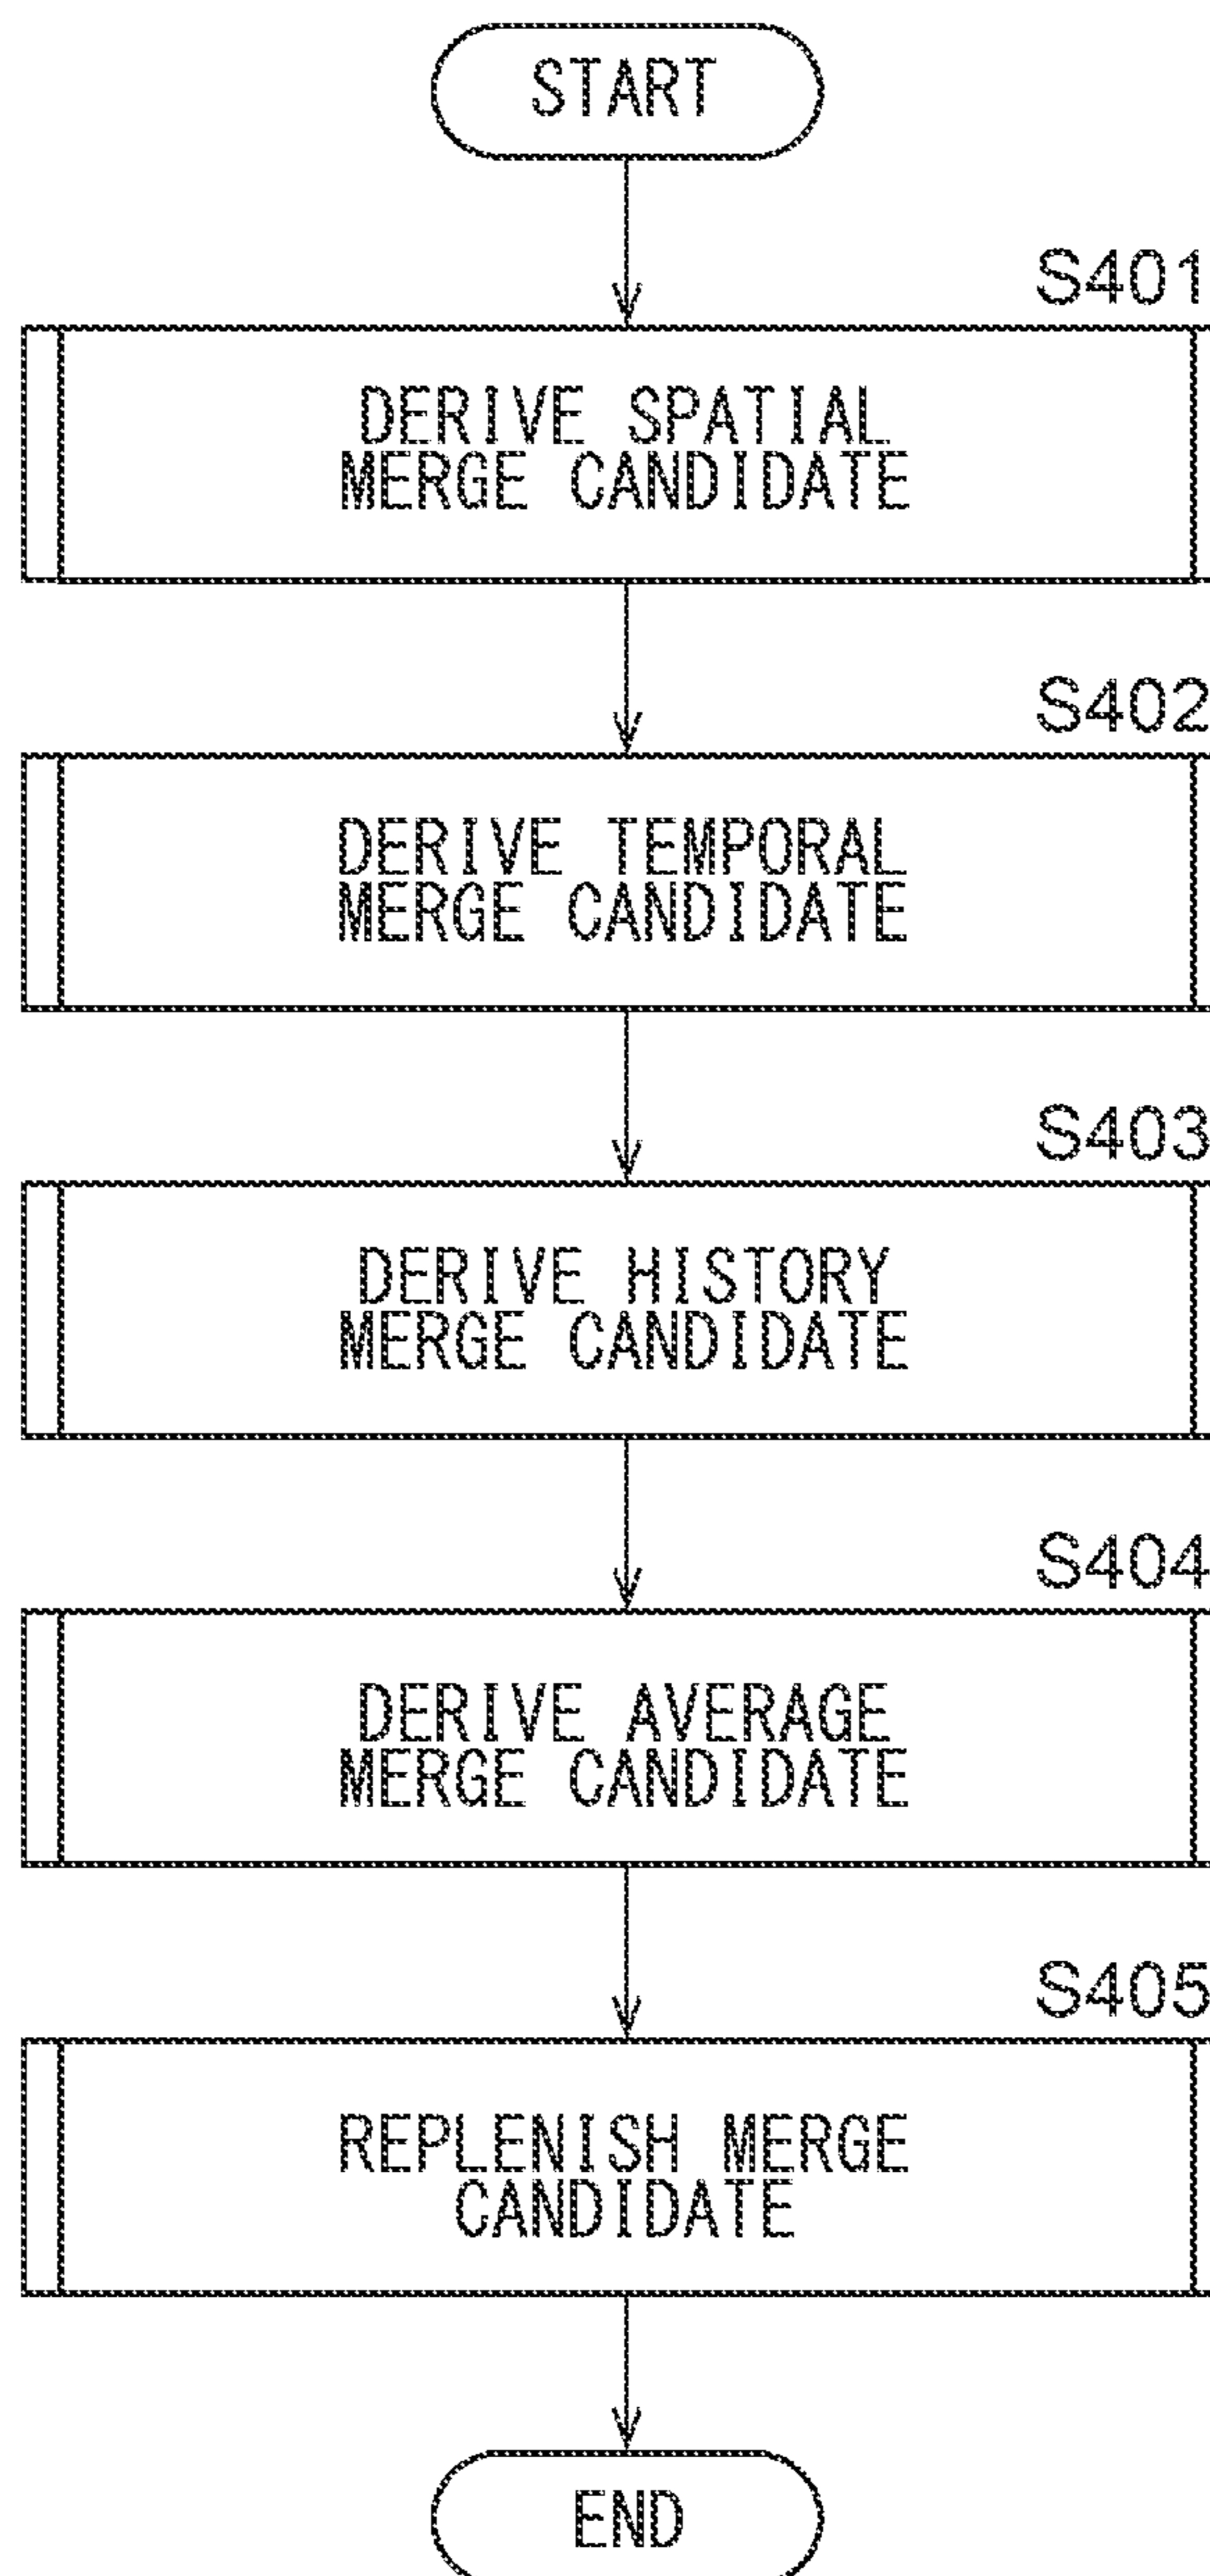 START
S401
DERIVE SPATIAL
MERGE CANDIDATE
S402
DERIVE TEMPORAL
MERGE CANDIDATE
S403
DERIVE HISTORY
MERGE CANDIDATE
S404
DERIVE AVERAGE
MERGE CANDIDATE
S405
REPLENISH MERGE
CANDIDATE
END